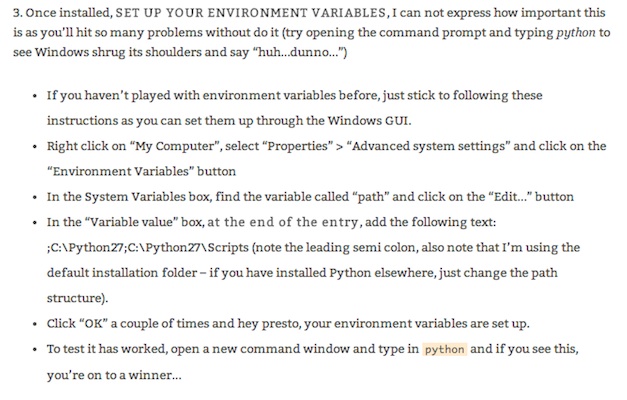 3. Once installed, SET UP YOUR ENVIRONMENT VARIABLES, I can not express how important this
is as you'll hit so many problems without do it (try opening the command prompt and typing python to
see Windows shrug its shoulders and say “huh...dunno...”)
• If you haven't played with environment variables before, just stick to following these
instructions as you can set them up through the Windows GUI.
• Right click on “My Computer”, select “Properties” > “Advanced system settings” and click on the
“Environment Variables” button
• In the System Variables box, find the variable called “path” and click on the “Edit...” button
• In the “Variable value” box, at the end of the entry, add the following text:
;C:\Python27;C:\Python27\Scripts (note the leading semi colon, also note that I'm using the
default installation folder – if you have installed Python elsewhere, just change the path
structure).
• Click “OK” a couple of times and hey presto, your environment variables are set up.
• To test it has worked, open a new command window and type in python and if you see this,
you're on to a winner...